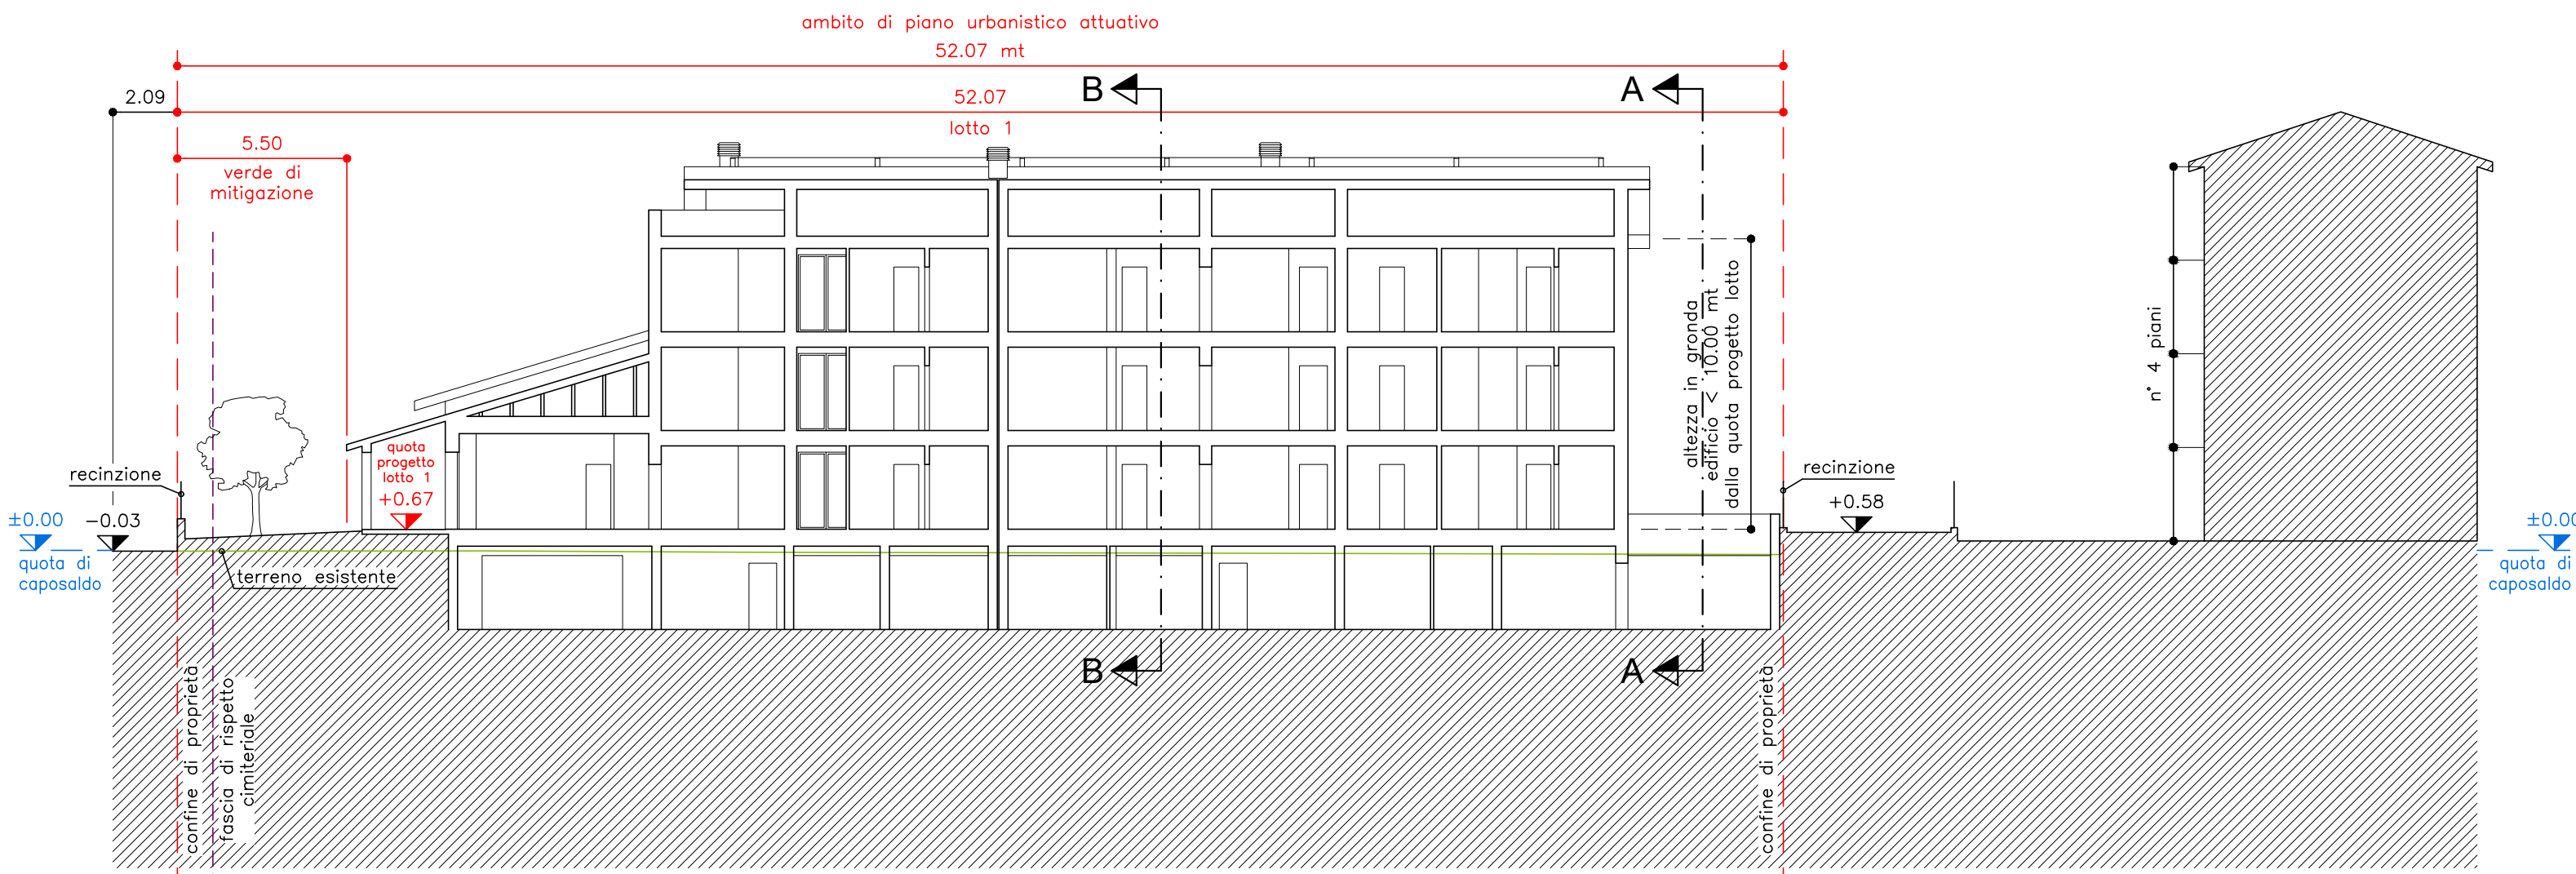 ambito di piano urbanistico attuativo
52.07 mt
B
A
2.09
52.07
lotto 1
5.50
verde di
mitigazione
altezza in gronda
edificio < 10.00 mt
dalla quota progetto lotto
n° 4 piani
quota
progetto
lotto 1
+0.67
recinzione
recinzione
+0.58
±0.00
-0.03
quota di
caposaldo
terreno esistente
±0.00
quota di
caposaldo
B
A
confine di proprietà
fascia di rispetto
cimiteriale
confine di proprietà